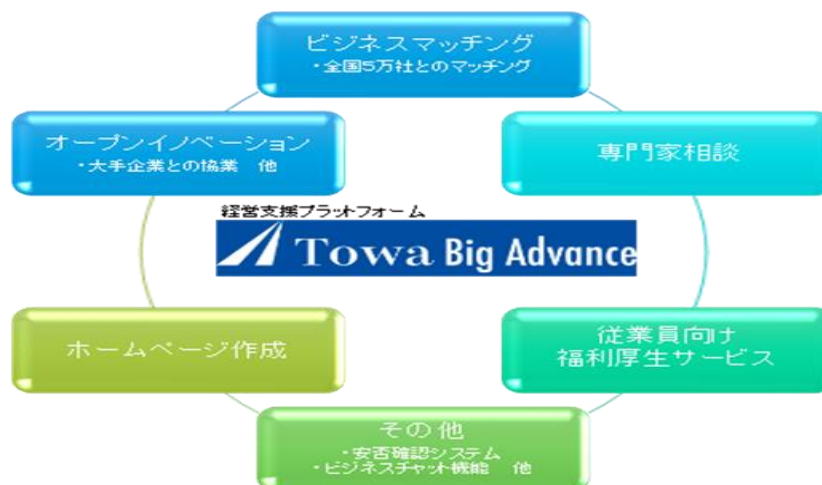 ビジネスマッチング
・全国5万社とのマッチング
オープンイノベーション
・大手企業との協業　他
専門家相談
経営支援プラットフォーム
Towa Big Advance
ホームページ作成
従業員向け
福利厚生サービス
その他
・安否確認システム
・ビジネスチャット機能　他